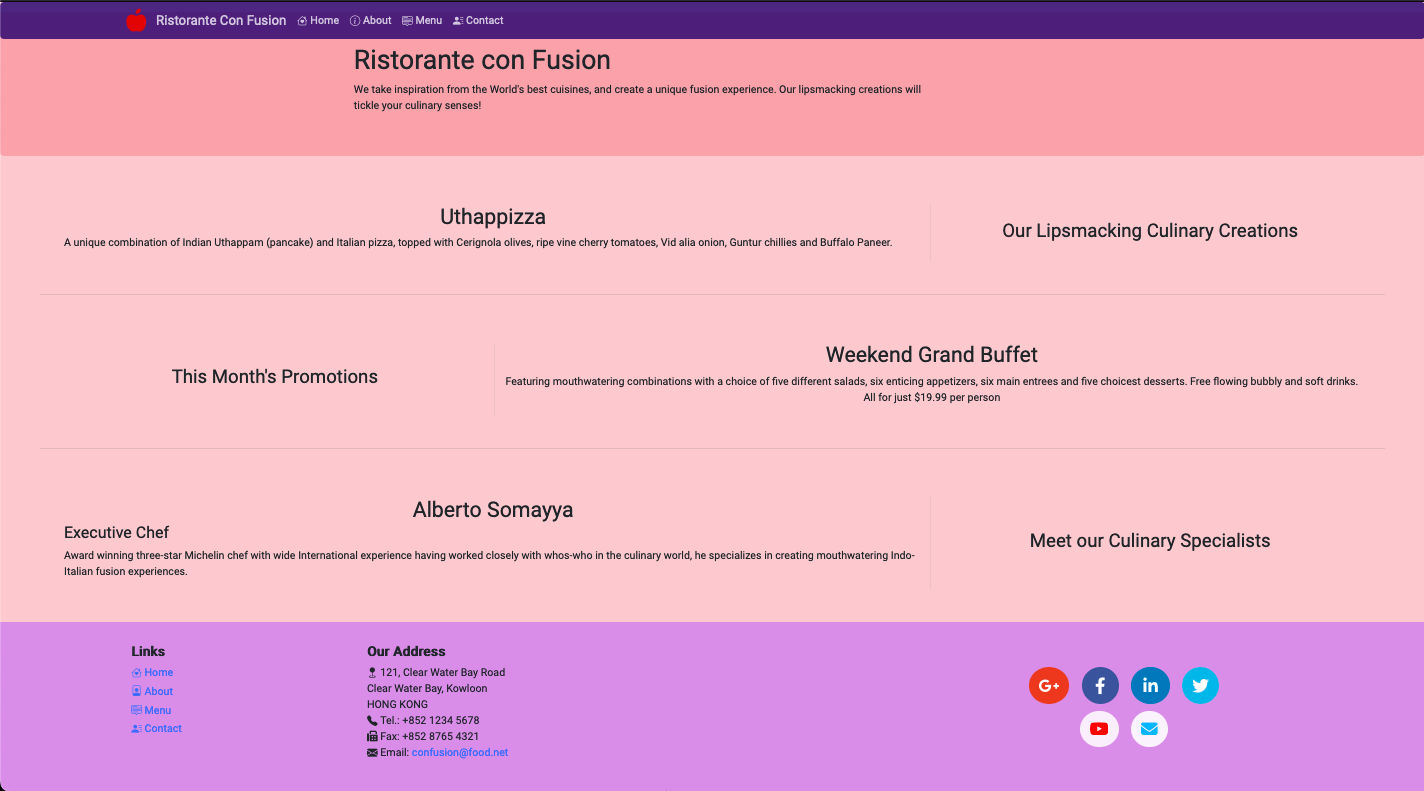 Ristorante Con Fusion Home About Menu Contact
Ristorante con Fusion
We take inspiration from the World's best cuisines, and create a unique fusion experience. Our lipsmacking creations will
tickle your culinary senses!
Uthappizza
A unique combination of Indian Uthappam (pancake) and Italian pizza, topped with Cerignola olives, ripe vine cherry tomatoes, Vid alia onion, Guntur chillies and Buffalo Paneer.
Our Lipsmacking Culinary Creations
This Month's Promotions
Weekend Grand Buffet
Featuring mouthwatering combinations with a choice of five different salads, six enticing appetizers, six main entrees and five choicest desserts. Free flowing bubbly and soft drinks.
All for just $19.99 per person
Alberto Somayya
Executive Chef
Award winning three-star Michelin chef with wide International experience having worked closely with whos-who in the culinary world, he specializes in creating mouthwatering Indo-
Italian fusion experiences.
Meet our Culinary Specialists
Links
Home
About
Menu
Contact
Our Address
121, Clear Water Bay Road
Clear Water Bay, Kowloon
HONG KONG
Tel.: +852 1234 5678
Fax: +852 8765 4321
Email: confusion@food.net
G+ f in